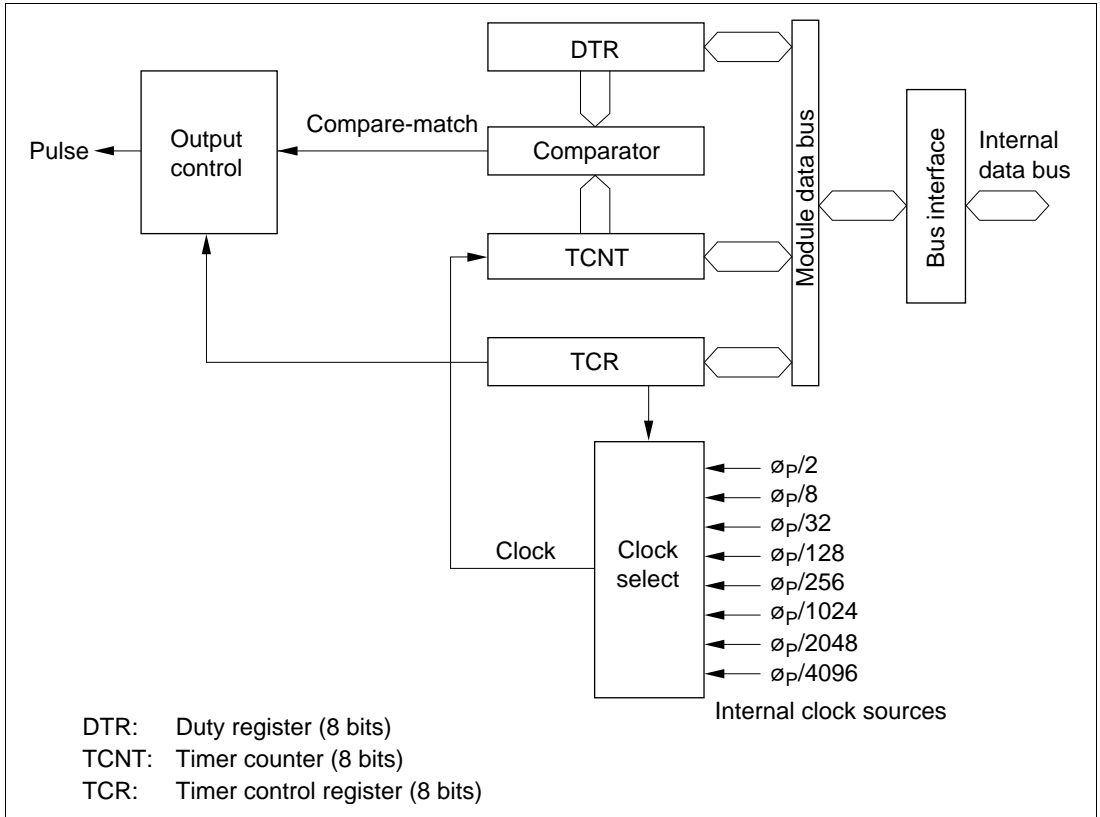 DTR
Compare-match
Pulse
Output
control
Comparator
Module data bus
Bus interface
Internal
data bus
TCNT
TCR
Clock
Clock
select
øP/2
øP/8
øP/32
øP/128
øP/256
øP/1024
øP/2048
øP/4096
Internal clock sources
DTR: Duty register (8 bits)
TCNT: Timer counter (8 bits)
TCR: Timer control register (8 bits)